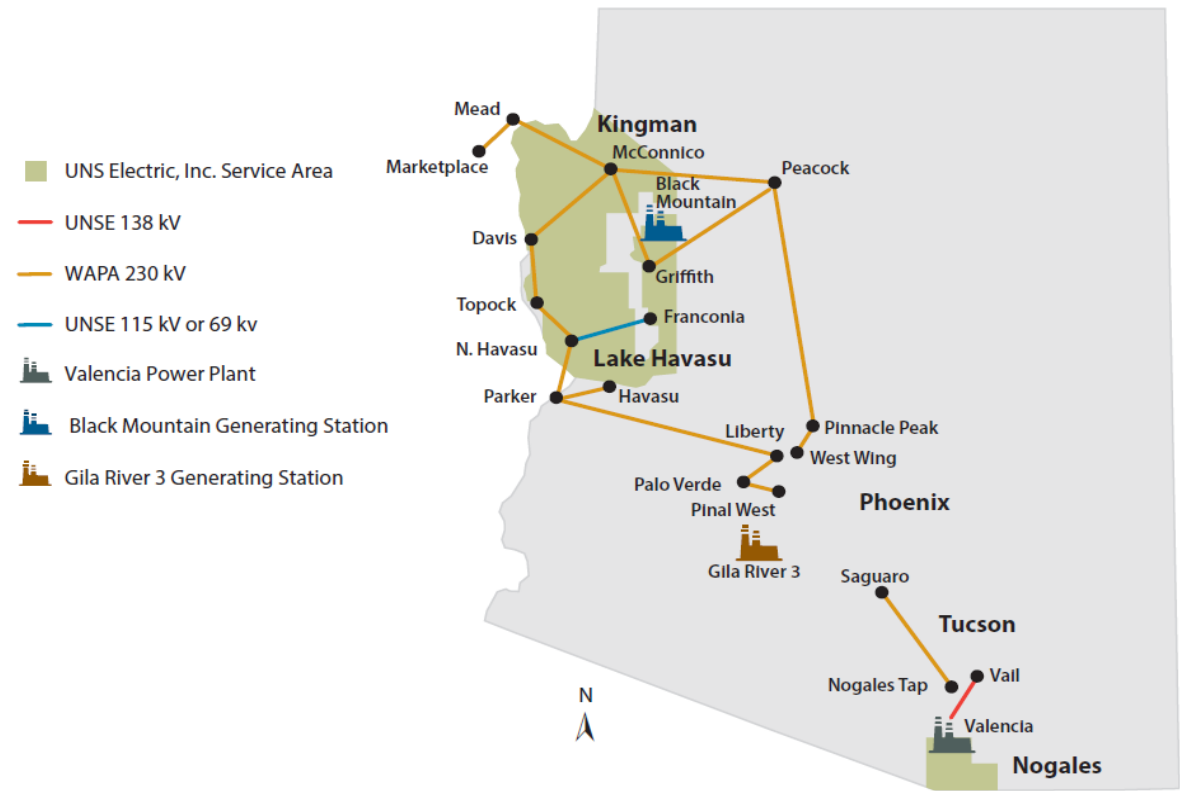 UNS Electric, Inc. Service Area
UNSE 138 kV
WAPA 230 kV
UNSE 115 kV or 69 kv
Valencia Power Plant
Black Mountain Generating Station
Gila River 3 Generating Station
Mead
Kingman
Marketplace
McConnico
Peacock
Black
Mountain
Davis
Griffith
Topock
Franconia
N. Havasu
Lake Havasu
Parker
Havasu
Liberty
Pinnacle Peak
West Wing
Palo Verde
Pinal West
Phoenix
Gila River 3
Saguaro
Tucson
Nogales Tap
Vail
N
Valencia
Nogales